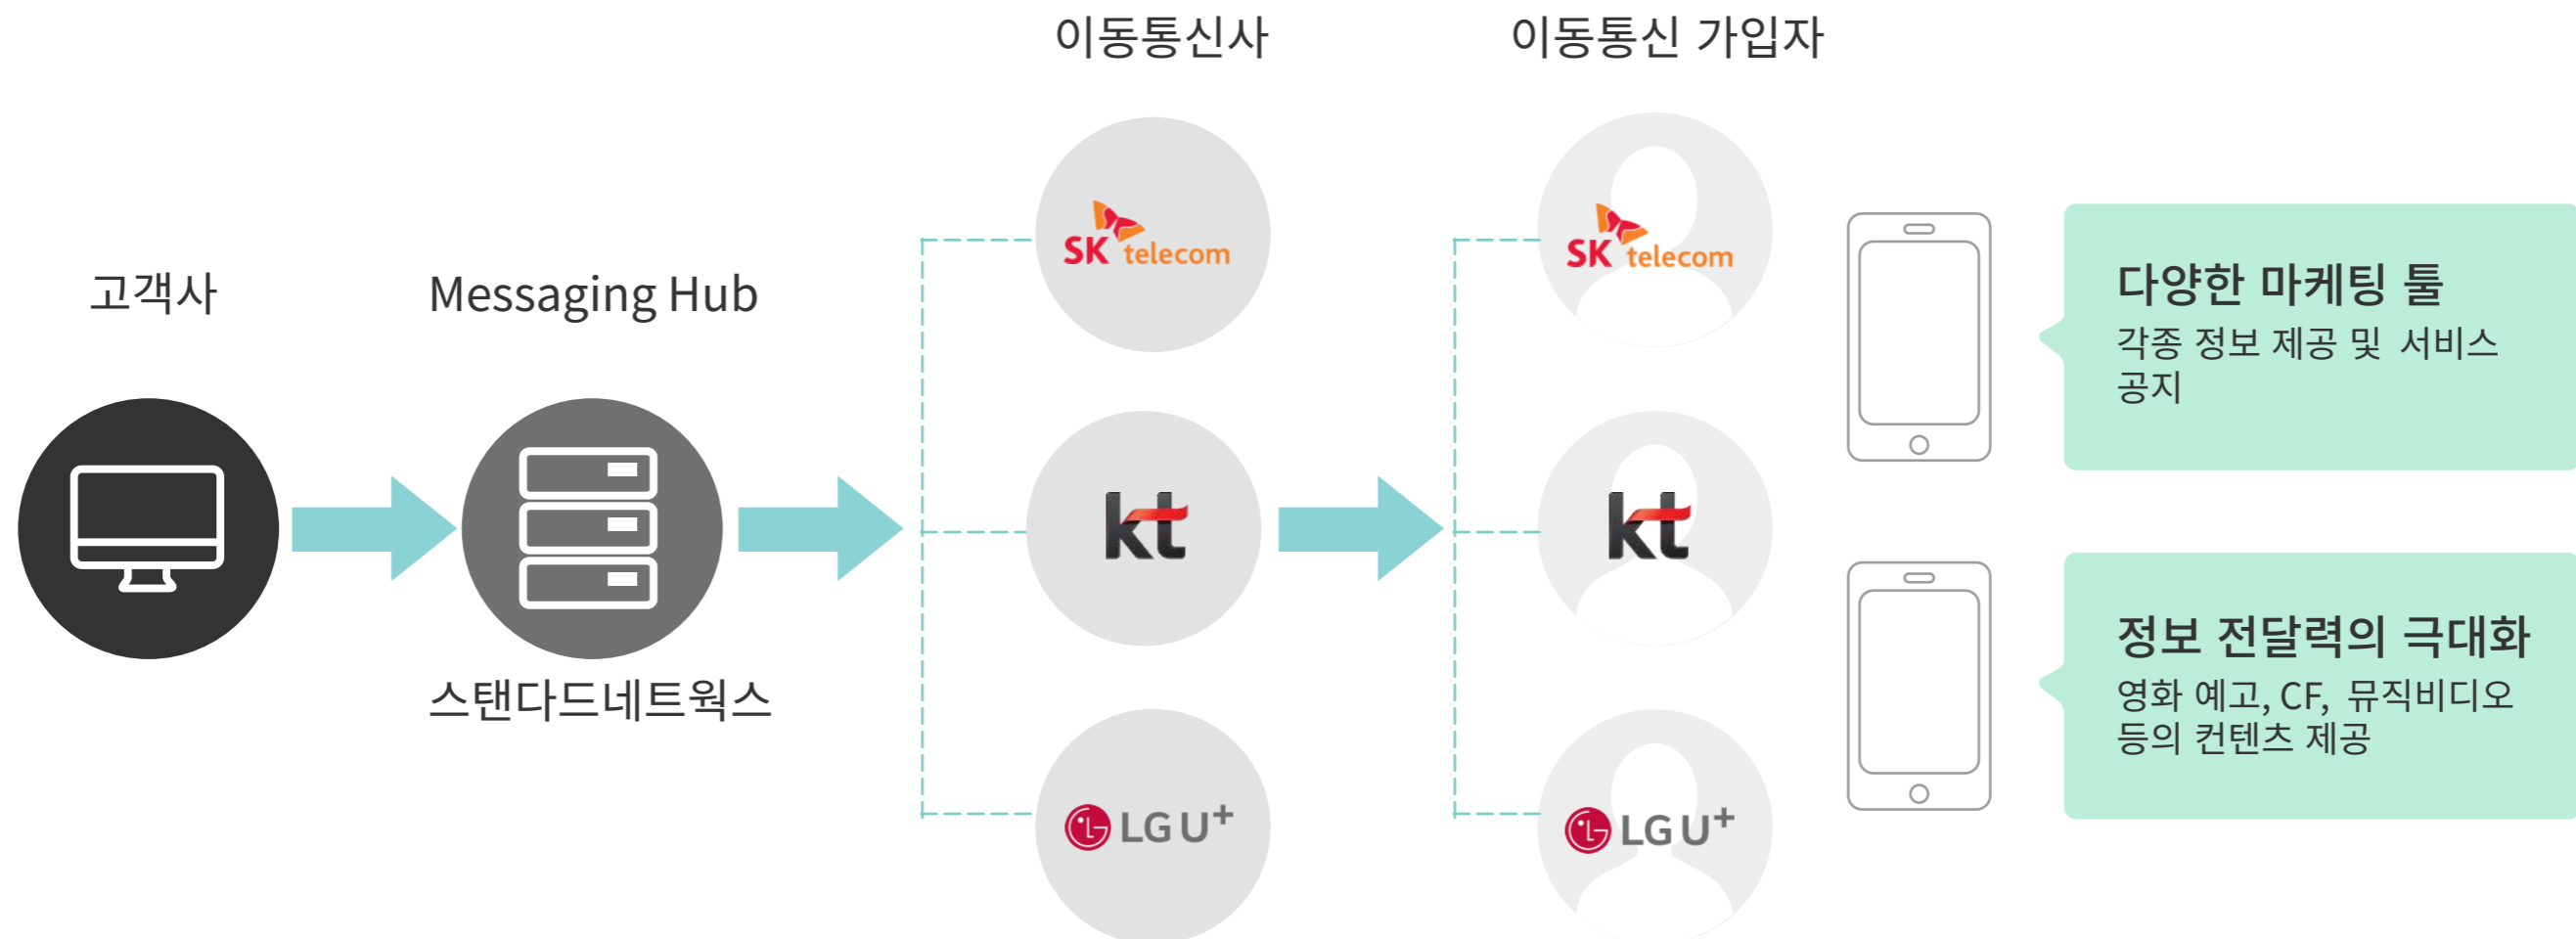 이동통신사
이동통신 가입자
고객사
Messaging Hub
스탠다드네트웍스
SK telecom
kt
LG U+
SK telecom
kt
LG U+
다양한 마케팅 툴
각종 정보 제공 및 서비스
공지
정보 전달력의 극대화
영화 예고, CF, 뮤직비디오
등의 컨텐츠 제공